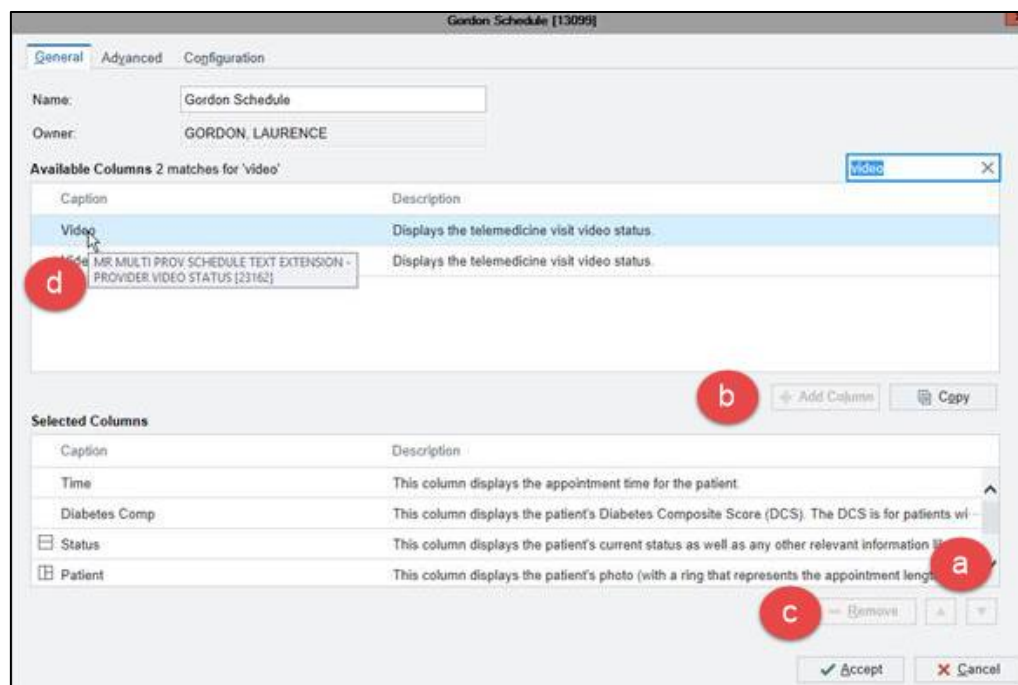 Gordon Schedule [13099]
General Advanced Configuration
Name: Gordon Schedule
Owner: GORDON, LAURENCE
Available Columns 2 matches for 'video' video
Caption Description
Video Displays the telemedicine visit video status.
Vide Displays the telemedicine visit video status.
MR MULTI PROV SCHEDULE TEXT EXTENSION -
PROVIDER VIDEO STATUS [23162]
d
b Add Column Copy
Selected Columns
Caption Description
Time This column displays the appointment time for the patient.
Diabetes Comp This column displays the patient's Diabetes Composite Score (DCS). The DCS is for patients wi
Status This column displays the patient's current status as well as any other relevant information
Patient This column displays the patient's photo (with a ring that represents the appointment length
a
c Remove
Accept Cancel